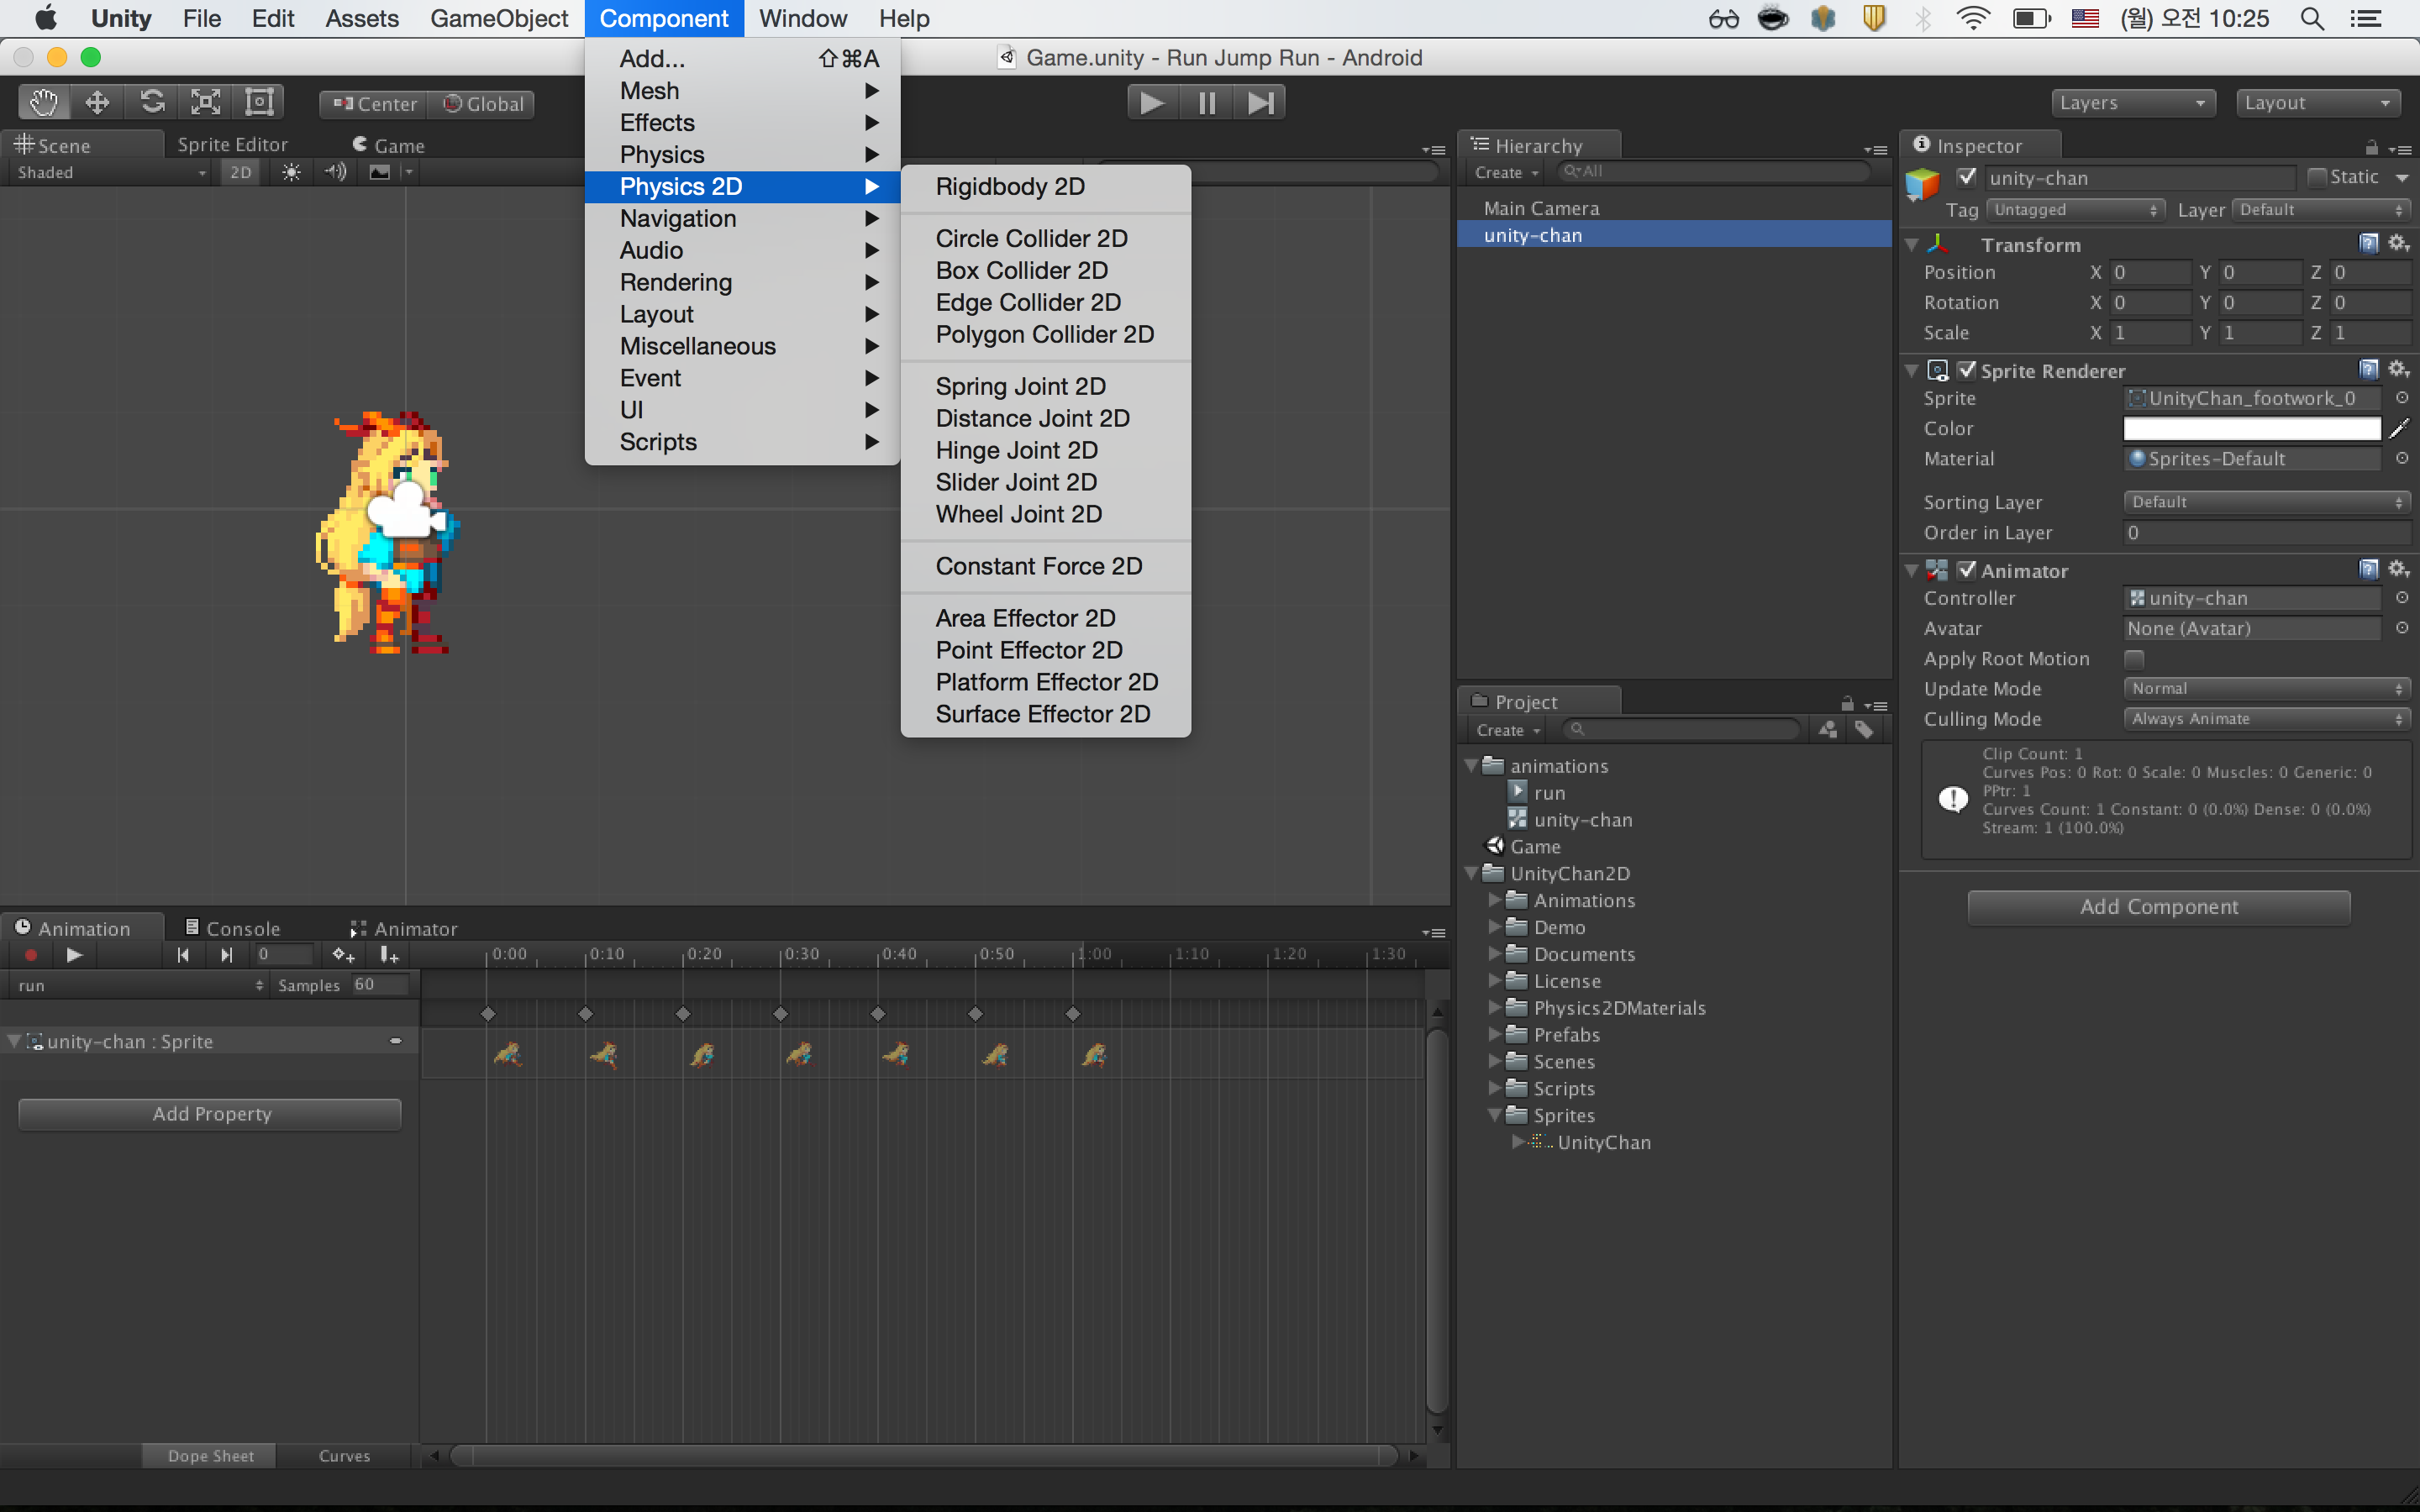 Unity File Edit Assets GameObject Component Window Help (월) 오전 10:25
Game.unity - Run Jump Run - Android
Center Global Layers Layout
Add... ⇧⌘A
Mesh
Effects
Physics
Physics 2D
Navigation
Audio
Rendering
Layout
Miscellaneous
Event
UI
Scripts
Rigidbody 2D
Circle Collider 2D
Box Collider 2D
Edge Collider 2D
Polygon Collider 2D
Spring Joint 2D
Distance Joint 2D
Hinge Joint 2D
Slider Joint 2D
Wheel Joint 2D
Constant Force 2D
Area Effector 2D
Point Effector 2D
Platform Effector 2D
Surface Effector 2D
Scene Sprite Editor Game
Shaded 2D
Hierarchy
Create All
Main Camera
unity-chan
Project
Create
animations
run
unity-chan
Game
UnityChan2D
Animations
Demo
Documents
License
Physics2DMaterials
Prefabs
Scenes
Scripts
Sprites
UnityChan
Inspector
unity-chan Static
Tag Untagged Layer Default
Transform
Position X 0 Y 0 Z 0
Rotation X 0 Y 0 Z 0
Scale X 1 Y 1 Z 1
Sprite Renderer
Sprite UnityChan_footwork_0
Color
Material Sprites-Default
Sorting Layer Default
Order in Layer 0
Animator
Controller unity-chan
Avatar None (Avatar)
Apply Root Motion
Update Mode Normal
Culling Mode Always Animate
Clip Count: 1
Curves Pos: 0 Rot: 0 Scale: 0 Muscles: 0 Generic: 0
PPtr: 1
Curves Count: 1 Constant: 0 (0.0%) Dense: 0 (0.0%)
Stream: 1 (100.0%)
Add Component
Animation Console Animator
0 0:00 0:10 0:20 0:30 0:40 0:50 1:00 1:10 1:20 1:30
run Samples 60
unity-chan : Sprite
Add Property
Dope Sheet Curves